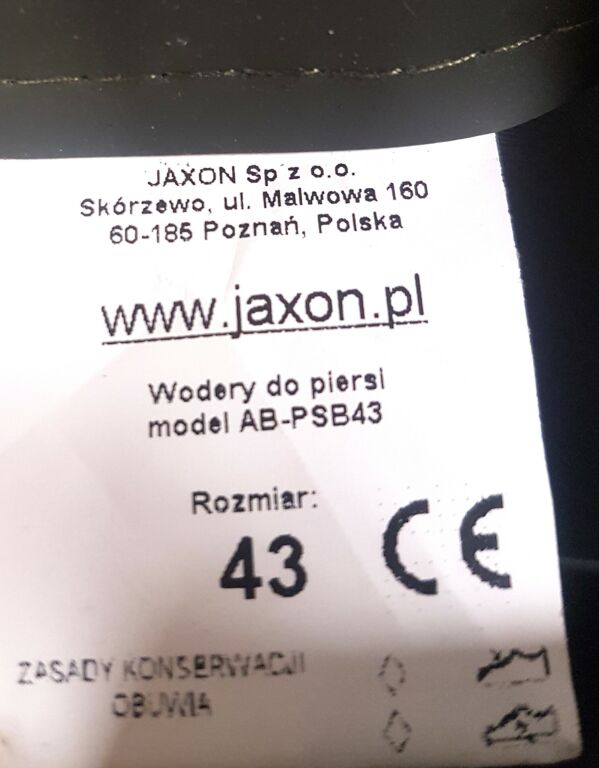 JAXON Sp z o.o.
Skórzewo, ul. Malwowa 160
60-185 Poznań, Polska
www.jaxon.pl
Wodery do piersi
model AB-PSB43
Rozmiar:
43 CE
ZASADY KONSERWACJI
OBUWIA